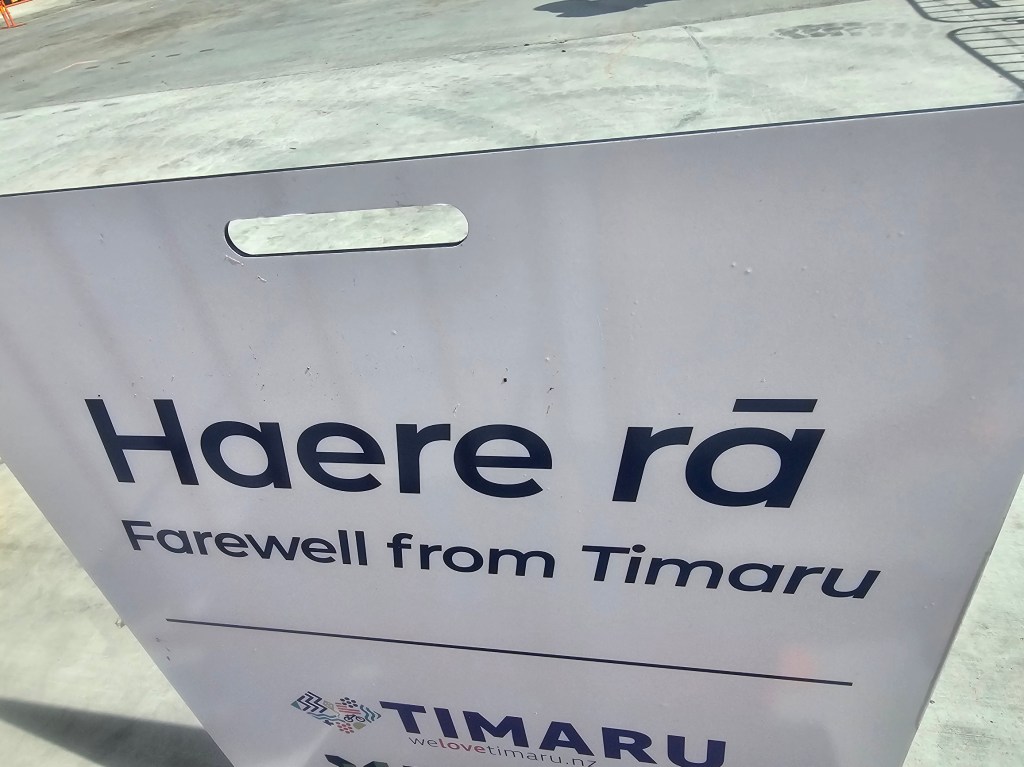 Haere rā
Farewell from Timaru
TIMARU
welovetimaru.nz